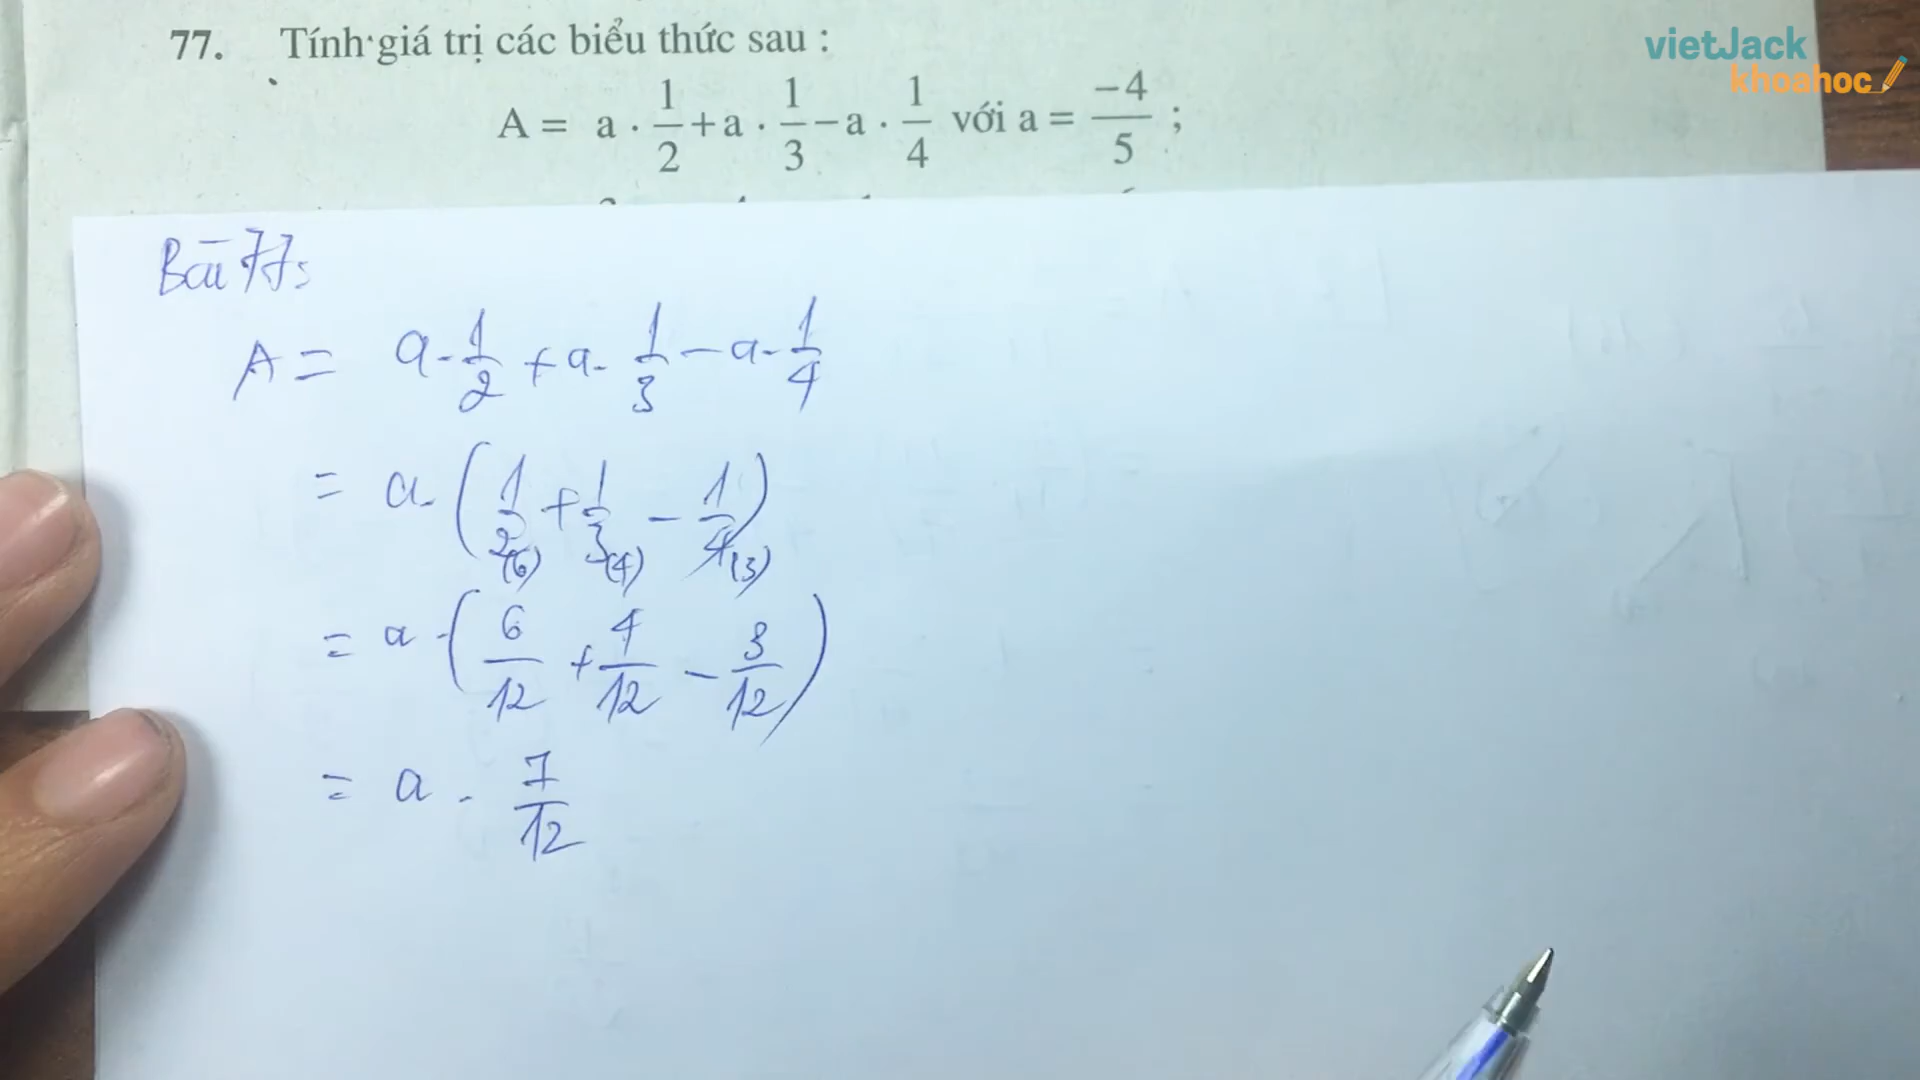 vietJack
khoahoc
77. Tính giá trị các biểu thức sau :
A = a · 1/2 + a · 1/3 − a · 1/4 với a = −4/5 ;
Bài 77:
A = a · 1/2 + a · 1/3 − a · 1/4
= a · (1/2(6) + 1/3(4) − 1/4(3))
= a · (6/12 + 4/12 − 3/12)
= a · 7/12